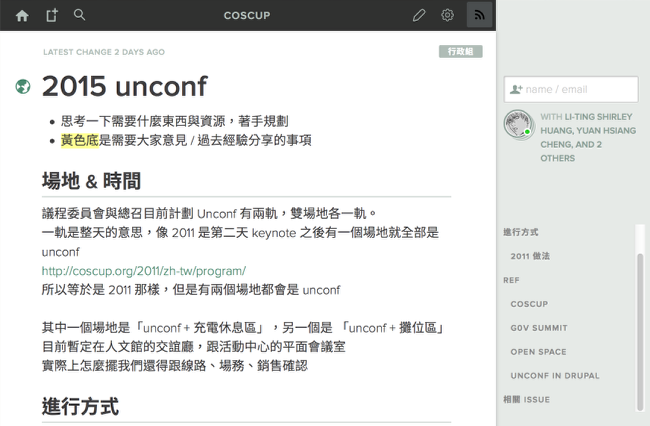 COSCUP
LATEST CHANGE 2 DAYS AGO
行政組
2015 unconf
思考一下需要什麼東西與資源，著手規劃
黃色底是需要大家意見 / 過去經驗分享的事項
場地 & 時間
議程委員會與總召目前計劃 Unconf 有兩軌，雙場地各一軌。
一軌是整天的意思，像 2011 是第二天 keynote 之後有一個場地就全部是
unconf
http://coscup.org/2011/zh-tw/program/
所以等於是 2011 那樣，但是有兩個場地都會是 unconf
其中一個場地是「unconf + 充電休息區」，另一個是 「unconf + 攤位區」
目前暫定在人文館的交誼廳，跟活動中心的平面會議室
實際上怎麼擺我們還得跟線路、場務、銷售確認
進行方式
name / email
WITH LI-TING SHIRLEY
HUANG, YUAN HSIANG
CHENG, AND 2
OTHERS
進行方式
2011 做法
REF
COSCUP
G0V SUMMIT
OPEN SPACE
UNCONF IN DRUPAL
相關 ISSUE